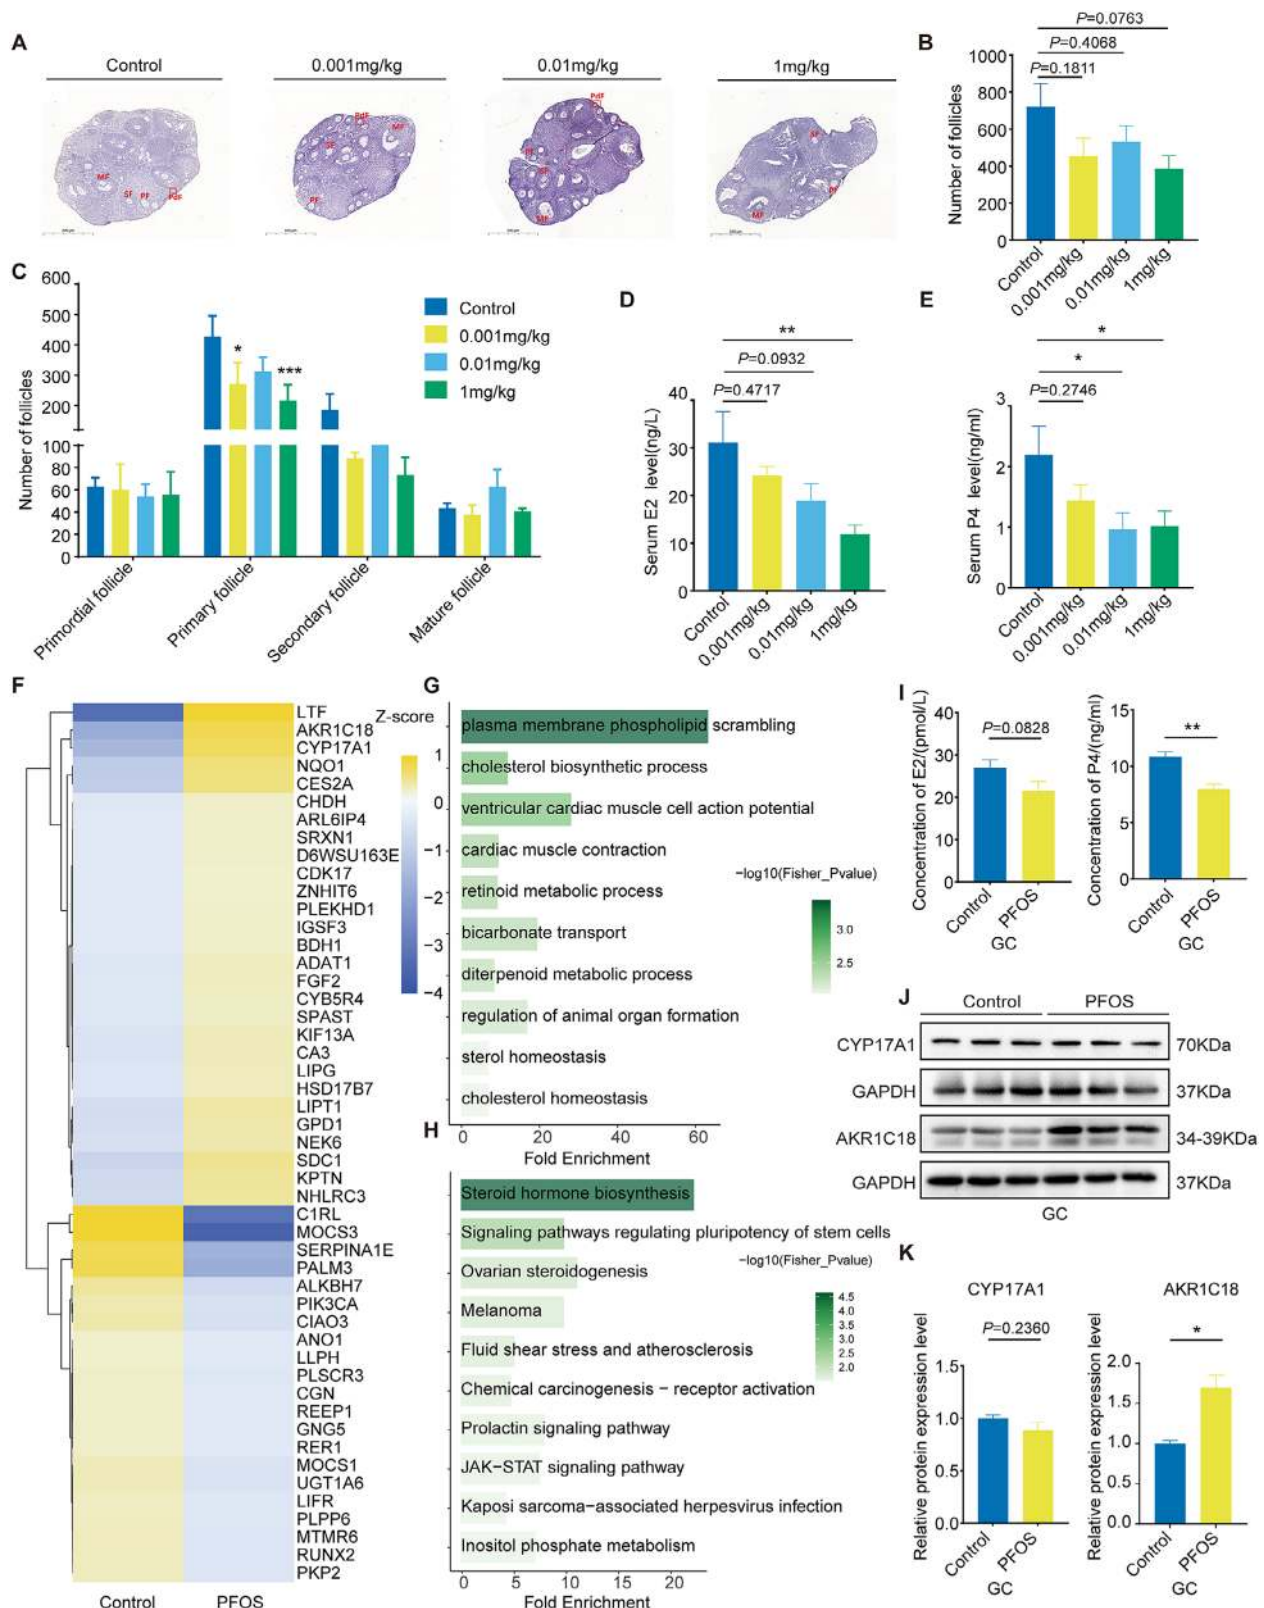 A
Control
0.001mg/kg
0.01mg/kg
1mg/kg
MF
SF
PF
PdF
PdF
MF
SF
PF
PdF
PF
SF
MF
SF
PF
MF
B
P=0.0763
P=0.4068
P=0.1811
Number of follicles
1000
800
600
400
200
0
Control
0.001mg/kg
0.01mg/kg
1mg/kg
C
Number of follicles
600
500
400
300
200
100
80
60
40
20
0
*
***
Control
0.001mg/kg
0.01mg/kg
1mg/kg
Primordial follicle
Primary follicle
Secondary follicle
Mature follicle
D
**
P=0.0932
P=0.4717
Serum E2 level(ng/L)
40
30
20
10
0
Control
0.001mg/kg
0.01mg/kg
1mg/kg
E
*
*
P=0.2746
Serum P4 level(ng/ml)
3
2
1
0
Control
0.001mg/kg
0.01mg/kg
1mg/kg
F
LTF
AKR1C18
CYP17A1
NQO1
CES2A
CHDH
ARL6IP4
SRXN1
D6WSU163E
CDK17
ZNHIT6
PLEKHD1
IGSF3
BDH1
ADAT1
FGF2
CYB5R4
SPAST
KIF13A
CA3
LIPG
HSD17B7
LIPT1
GPD1
NEK6
SDC1
KPTN
NHLRC3
C1RL
MOCS3
SERPINA1E
PALM3
ALKBH7
PIK3CA
CIAO3
ANO1
LLPH
PLSCR3
CGN
REEP1
GNG5
RER1
MOCS1
UGT1A6
LIFR
PLPP6
MTMR6
RUNX2
PKP2
Control
PFOS
Z-score
1
0
−1
−2
−3
−4
G
plasma membrane phospholipid scrambling
cholesterol biosynthetic process
ventricular cardiac muscle cell action potential
cardiac muscle contraction
retinoid metabolic process
bicarbonate transport
diterpenoid metabolic process
regulation of animal organ formation
sterol homeostasis
cholesterol homeostasis
0
20
40
60
Fold Enrichment
−log10(Fisher_Pvalue)
3.0
2.5
H
Steroid hormone biosynthesis
Signaling pathways regulating pluripotency of stem cells
Ovarian steroidogenesis
Melanoma
Fluid shear stress and atherosclerosis
Chemical carcinogenesis − receptor activation
Prolactin signaling pathway
JAK−STAT signaling pathway
Kaposi sarcoma−associated herpesvirus infection
Inositol phosphate metabolism
0
5
10
15
20
Fold Enrichment
−log10(Fisher_Pvalue)
4.5
4.0
3.5
3.0
2.5
2.0
I
Concentration of E2/(pmol/L)
40
30
20
10
0
P=0.0828
Control
PFOS
GC
Concentration of P4/(ng/ml)
15
10
5
0
**
Control
PFOS
GC
J
Control
PFOS
CYP17A1
70KDa
GAPDH
37KDa
AKR1C18
34-39KDa
GAPDH
37KDa
GC
K
CYP17A1
P=0.2360
Relative protein expression level
1.5
1.0
0.5
0.0
Control
PFOS
GC
AKR1C18
*
Relative protein expression level
2.0
1.5
1.0
0.5
0.0
Control
PFOS
GC